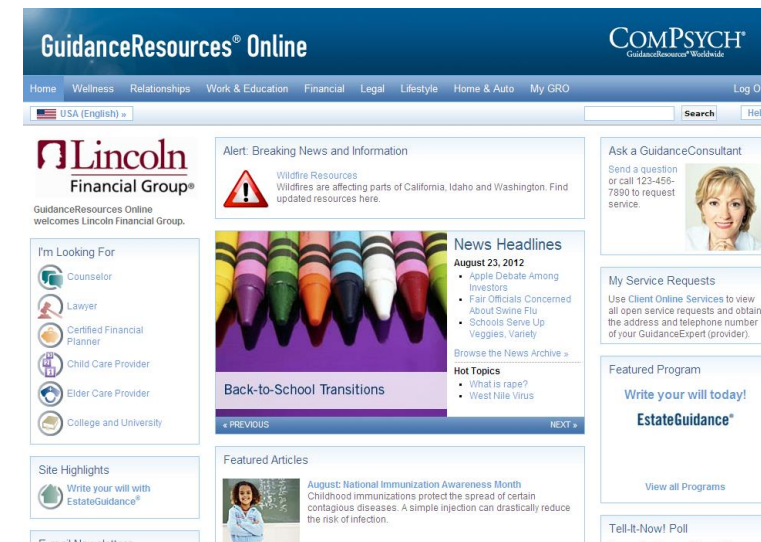 GuidanceResources® Online
COMPSYCH®
GuidanceResources® Worldwide
Home Wellness Relationships Work & Education Financial Legal Lifestyle Home & Auto My GRO Log O
USA (English) »
Search
Hel
Lincoln
Financial Group®
GuidanceResources Online
welcomes Lincoln Financial Group.
I'm Looking For
Counselor
Lawyer
Certified Financial
Planner
Child Care Provider
Elder Care Provider
College and University
Site Highlights
Write your will with
EstateGuidance®
Alert: Breaking News and Information
Wildfire Resources
Wildfires are affecting parts of California, Idaho and Washington. Find
updated resources here.
Back-to-School Transitions
News Headlines
August 23, 2012
Apple Debate Among
Investors
Fair Officials Concerned
About Swine Flu
Schools Serve Up
Veggies, Variety
Browse the News Archive »
Hot Topics
What is rape?
West Nile Virus
« PREVIOUS
NEXT »
Featured Articles
August: National Immunization Awareness Month
Childhood immunizations protect the spread of certain
contagious diseases. A simple injection can drastically reduce
the risk of infection.
Ask a GuidanceConsultant
Send a question
or call 123-456-
7890 to request
service.
My Service Requests
Use Client Online Services to view
all open service requests and obtain
the address and telephone number
of your GuidanceExpert (provider).
Featured Program
Write your will today!
EstateGuidance®
View all Programs
Tell-It-Now! Poll